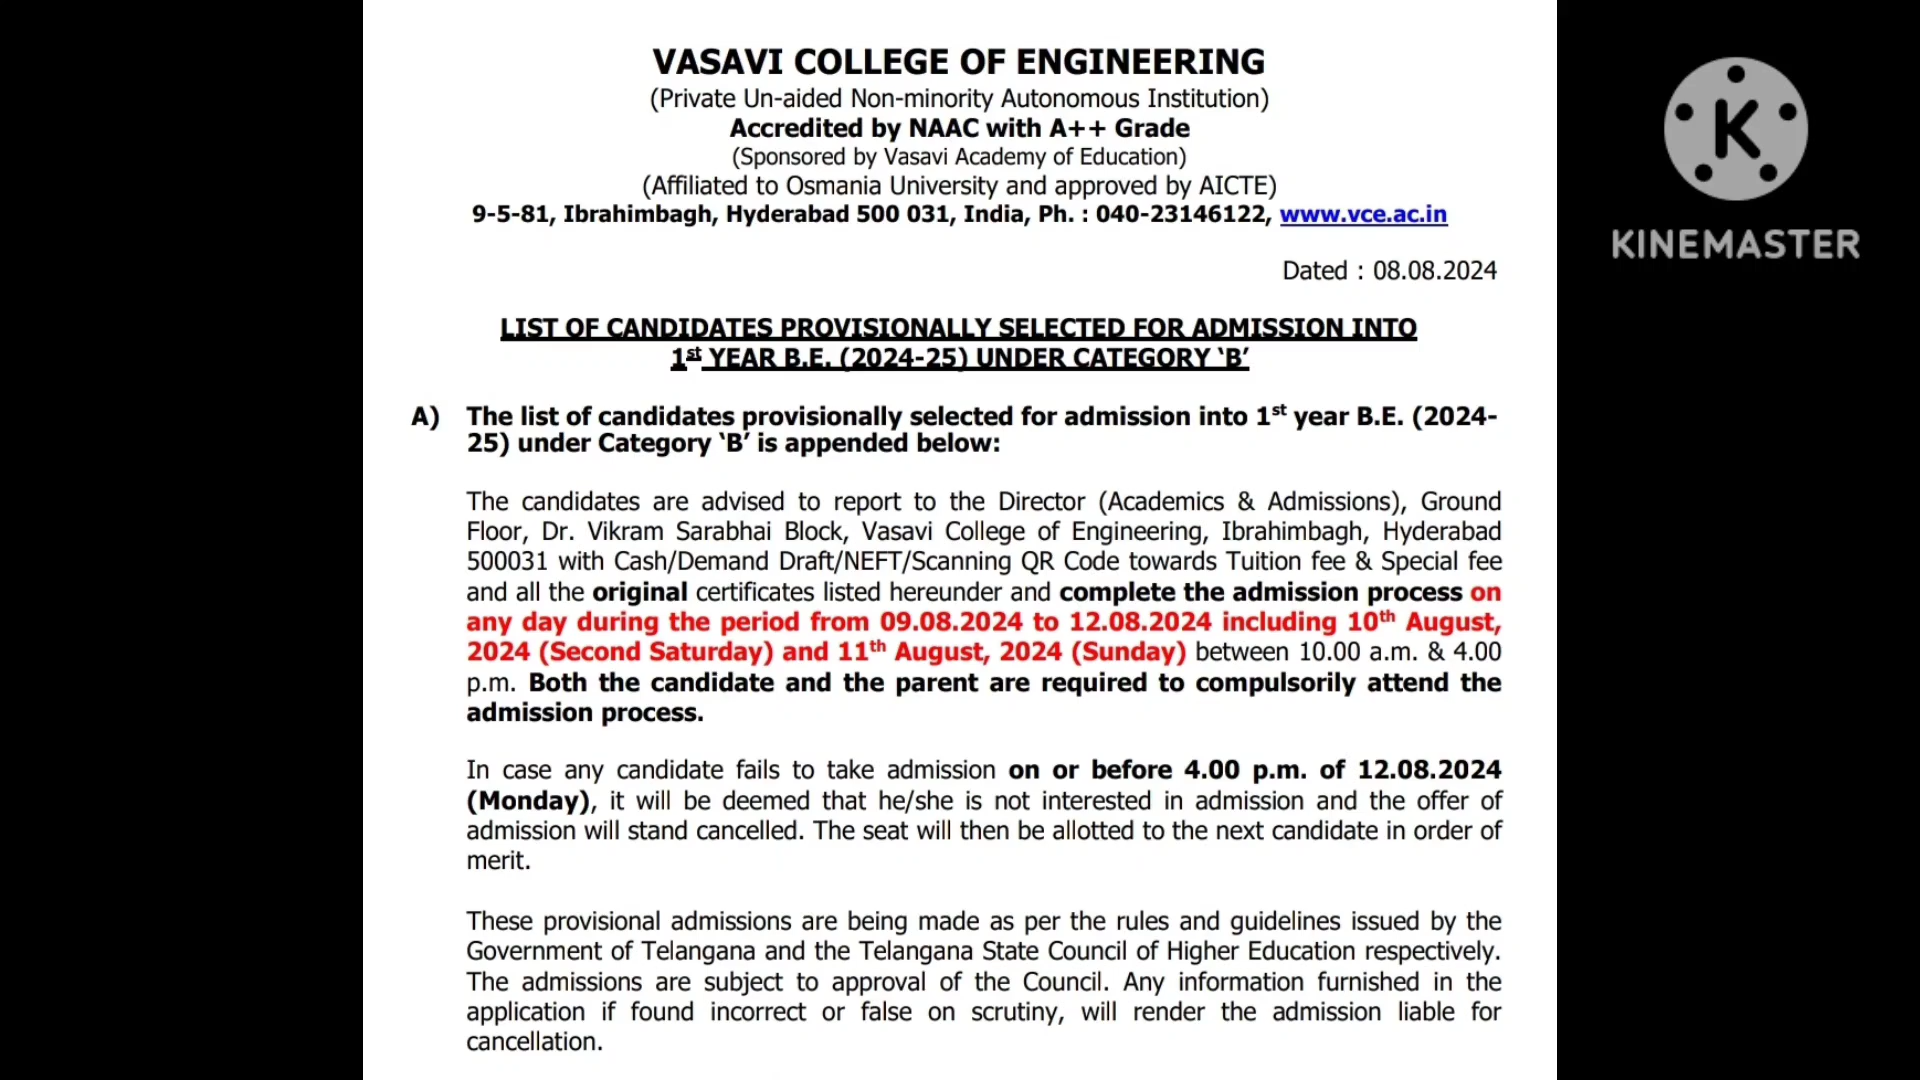 VASAVI COLLEGE OF ENGINEERING
(Private Un-aided Non-minority Autonomous Institution)
Accredited by NAAC with A++ Grade
(Sponsored by Vasavi Academy of Education)
(Affiliated to Osmania University and approved by AICTE)
9-5-81, Ibrahimbagh, Hyderabad 500 031, India, Ph. : 040-23146122, www.vce.ac.in
Dated : 08.08.2024
LIST OF CANDIDATES PROVISIONALLY SELECTED FOR ADMISSION INTO
1st YEAR B.E. (2024-25) UNDER CATEGORY ‘B’
A) The list of candidates provisionally selected for admission into 1st year B.E. (2024-
25) under Category ‘B’ is appended below:
The candidates are advised to report to the Director (Academics & Admissions), Ground
Floor, Dr. Vikram Sarabhai Block, Vasavi College of Engineering, Ibrahimbagh, Hyderabad
500031 with Cash/Demand Draft/NEFT/Scanning QR Code towards Tuition fee & Special fee
and all the original certificates listed hereunder and complete the admission process on
any day during the period from 09.08.2024 to 12.08.2024 including 10th August,
2024 (Second Saturday) and 11th August, 2024 (Sunday) between 10.00 a.m. & 4.00
p.m. Both the candidate and the parent are required to compulsorily attend the
admission process.
In case any candidate fails to take admission on or before 4.00 p.m. of 12.08.2024
(Monday), it will be deemed that he/she is not interested in admission and the offer of
admission will stand cancelled. The seat will then be allotted to the next candidate in order of
merit.
These provisional admissions are being made as per the rules and guidelines issued by the
Government of Telangana and the Telangana State Council of Higher Education respectively.
The admissions are subject to approval of the Council. Any information furnished in the
application if found incorrect or false on scrutiny, will render the admission liable for
cancellation.
K
KINEMASTER